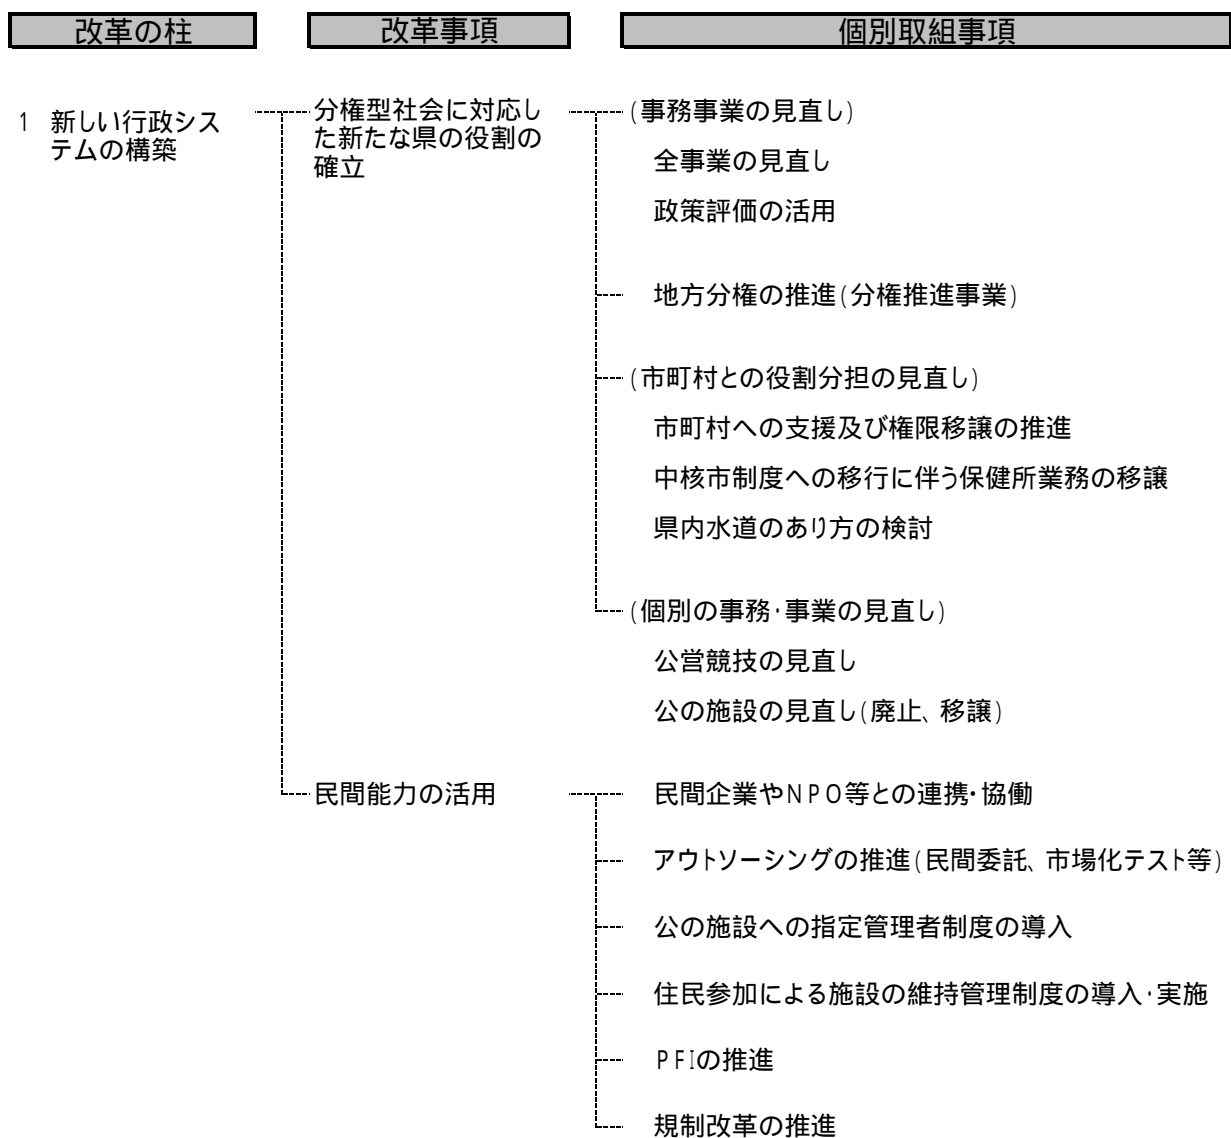 改革の柱
改革事項
個別取組事項
1 新しい行政シス
テムの構築
分権型社会に対応し
た新たな県の役割の
確立
(事務事業の見直し)
全事業の見直し
政策評価の活用
地方分権の推進(分権推進事業)
(市町村との役割分担の見直し)
市町村への支援及び権限移譲の推進
中核市制度への移行に伴う保健所業務の移譲
県内水道のあり方の検討
(個別の事務・事業の見直し)
公営競技の見直し
公の施設の見直し(廃止、移譲)
民間能力の活用
民間企業やNPO等との連携・協働
アウトソーシングの推進(民間委託、市場化テスト等)
公の施設への指定管理者制度の導入
住民参加による施設の維持管理制度の導入・実施
PFIの推進
規制改革の推進